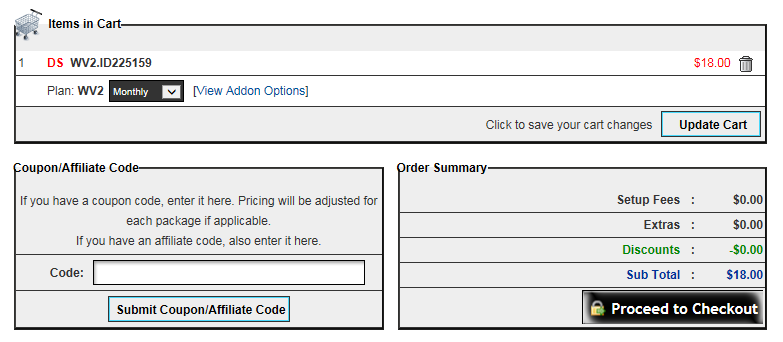 Items in Cart
1 DS WV2.ID225159 $18.00
Plan: WV2 Monthly [View Addon Options]
Click to save your cart changes Update Cart
Coupon/Affiliate Code
If you have a coupon code, enter it here. Pricing will be adjusted for
each package if applicable.
If you have an affiliate code, also enter it here.
Code:
Submit Coupon/Affiliate Code
Order Summary
Setup Fees : $0.00
Extras : $0.00
Discounts : -$0.00
Sub Total : $18.00
Proceed to Checkout